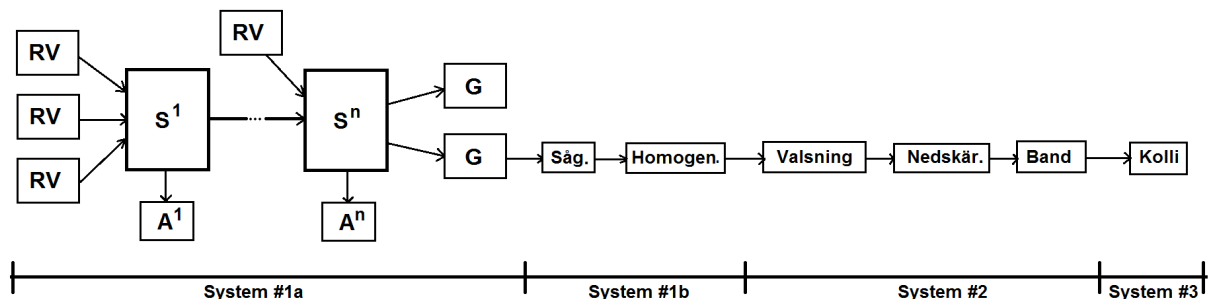 RV
RV
RV
RV
S¹
...
Sⁿ
G
G
A¹
Aⁿ
Såg.
Homogen.
Valsning
Nedskär.
Band
Kolli
System #1a
System #1b
System #2
System #3